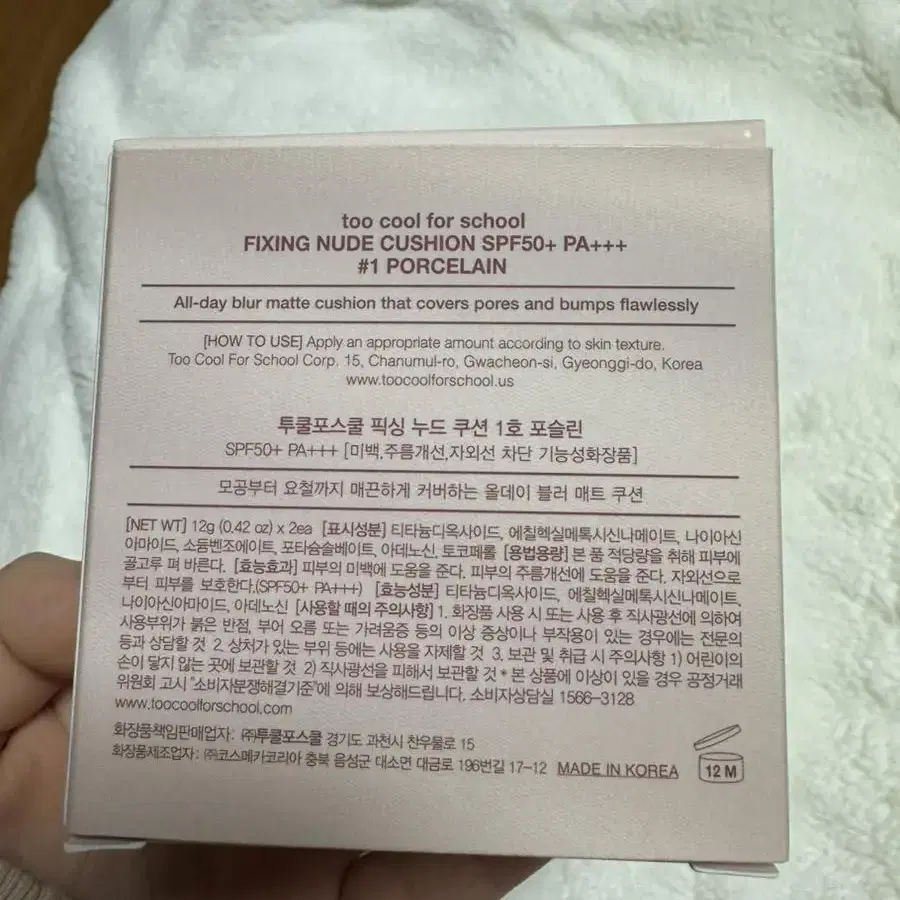 too cool for school
FIXING NUDE CUSHION SPF50+ PA+++
#1 PORCELAIN
All-day blur matte cushion that covers pores and bumps flawlessly
[HOW TO USE] Apply an appropriate amount according to skin texture.
Too Cool For School Corp. 15, Chanumul-ro, Gwacheon-si, Gyeonggi-do, Korea
www.toocoolforschool.us
투쿨포스쿨 픽싱 누드 쿠션 1호 포슬린
SPF50+ PA+++ [미백,주름개선,자외선 차단 기능성화장품]
모공부터 요철까지 매끈하게 커버하는 올데이 블러 매트 쿠션
[NET WT] 12g (0.42 oz) x 2ea [표시성분] 티타늄디옥사이드, 에칠헥실메톡시신나메이트, 나이아신
아마이드, 소듐벤조에이트, 포타슘솔베이트, 아데노신, 토코페롤 [용법용량] 본 품 적당량을 취해 피부에
골고루 펴 바른다. [효능효과] 피부의 미백에 도움을 준다. 피부의 주름개선에 도움을 준다. 자외선으로
부터 피부를 보호한다.(SPF50+ PA+++) [효능성분] 티타늄디옥사이드, 에칠헥실메톡시신나메이트,
나이아신아마이드, 아데노신 [사용할 때의 주의사항] 1. 화장품 사용 시 또는 사용 후 직사광선에 의하여
사용부위가 붉은 반점, 부어 오름 또는 가려움증 등의 이상 증상이나 부작용이 있는 경우에는 전문의
등과 상담할 것 2. 상처가 있는 부위 등에는 사용을 자제할 것 3. 보관 및 취급 시 주의사항 1) 어린이의
손이 닿지 않는 곳에 보관할 것 2) 직사광선을 피해서 보관할 것 * 본 상품에 이상이 있을 경우 공정거래
위원회 고시 "소비자분쟁해결기준"에 의해 보상해드립니다. 소비자상담실 1566-3128
www.toocoolforschool.com
화장품책임판매업자: ㈜투쿨포스쿨 경기도 과천시 찬우물로 15
화장품제조업자: ㈜코스메카코리아 충북 음성군 대소면 대금로 196번길 17-12 MADE IN KOREA
12 M